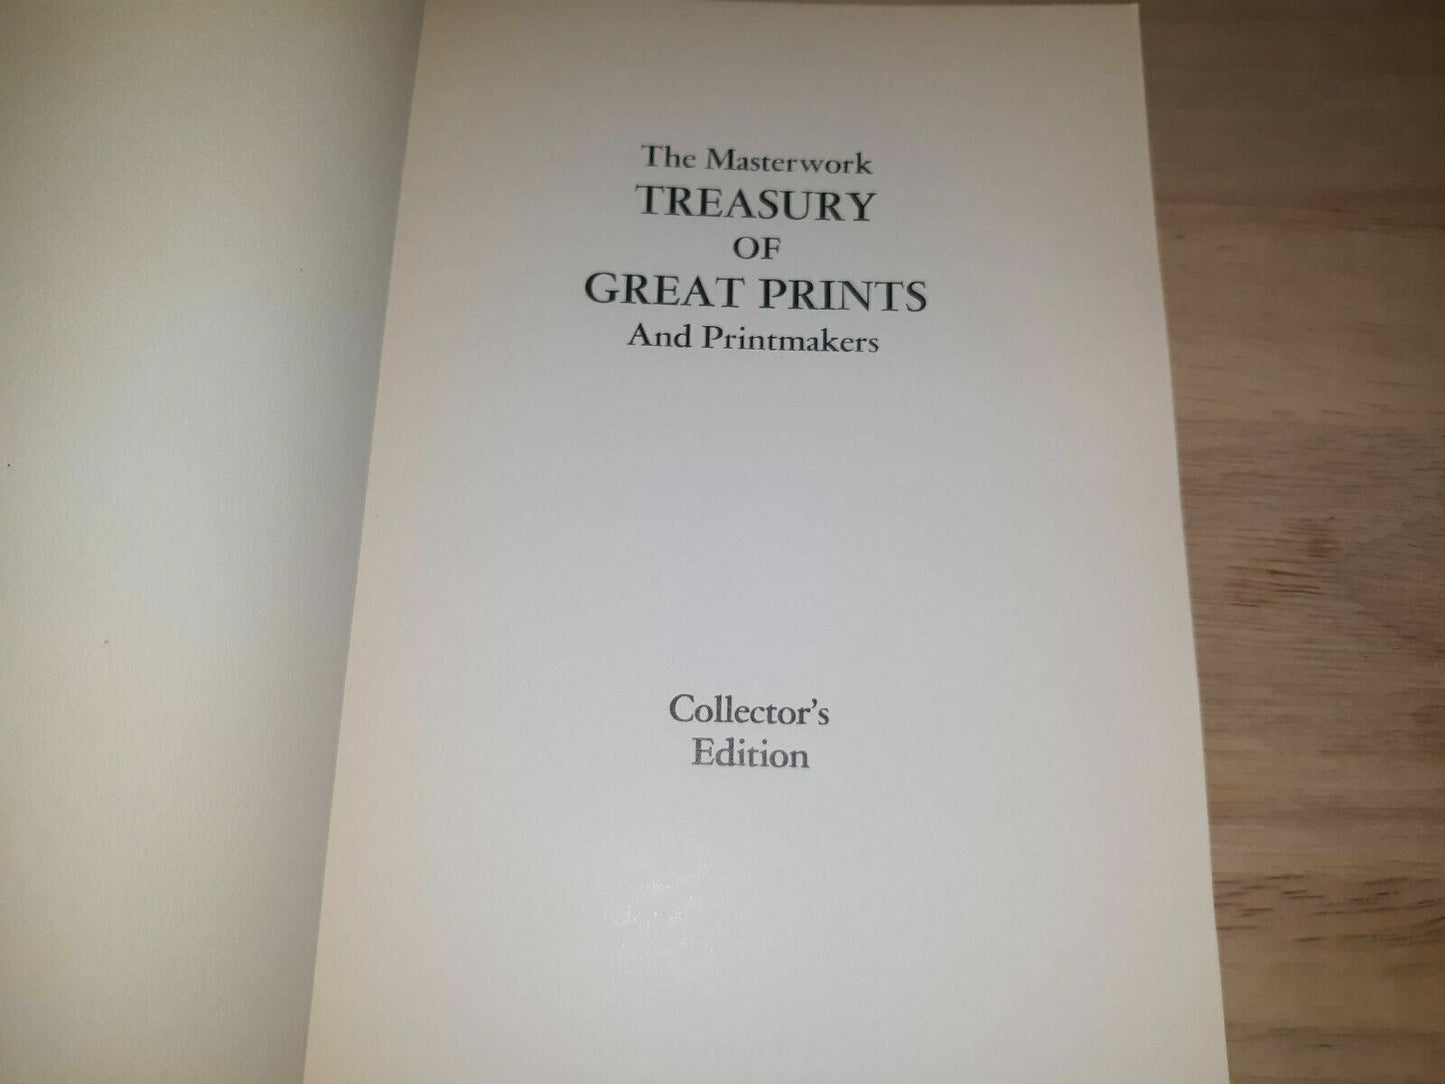 The Masterwork
TREASURY
OF
GREAT PRINTS
And Printmakers
Collector's
Edition